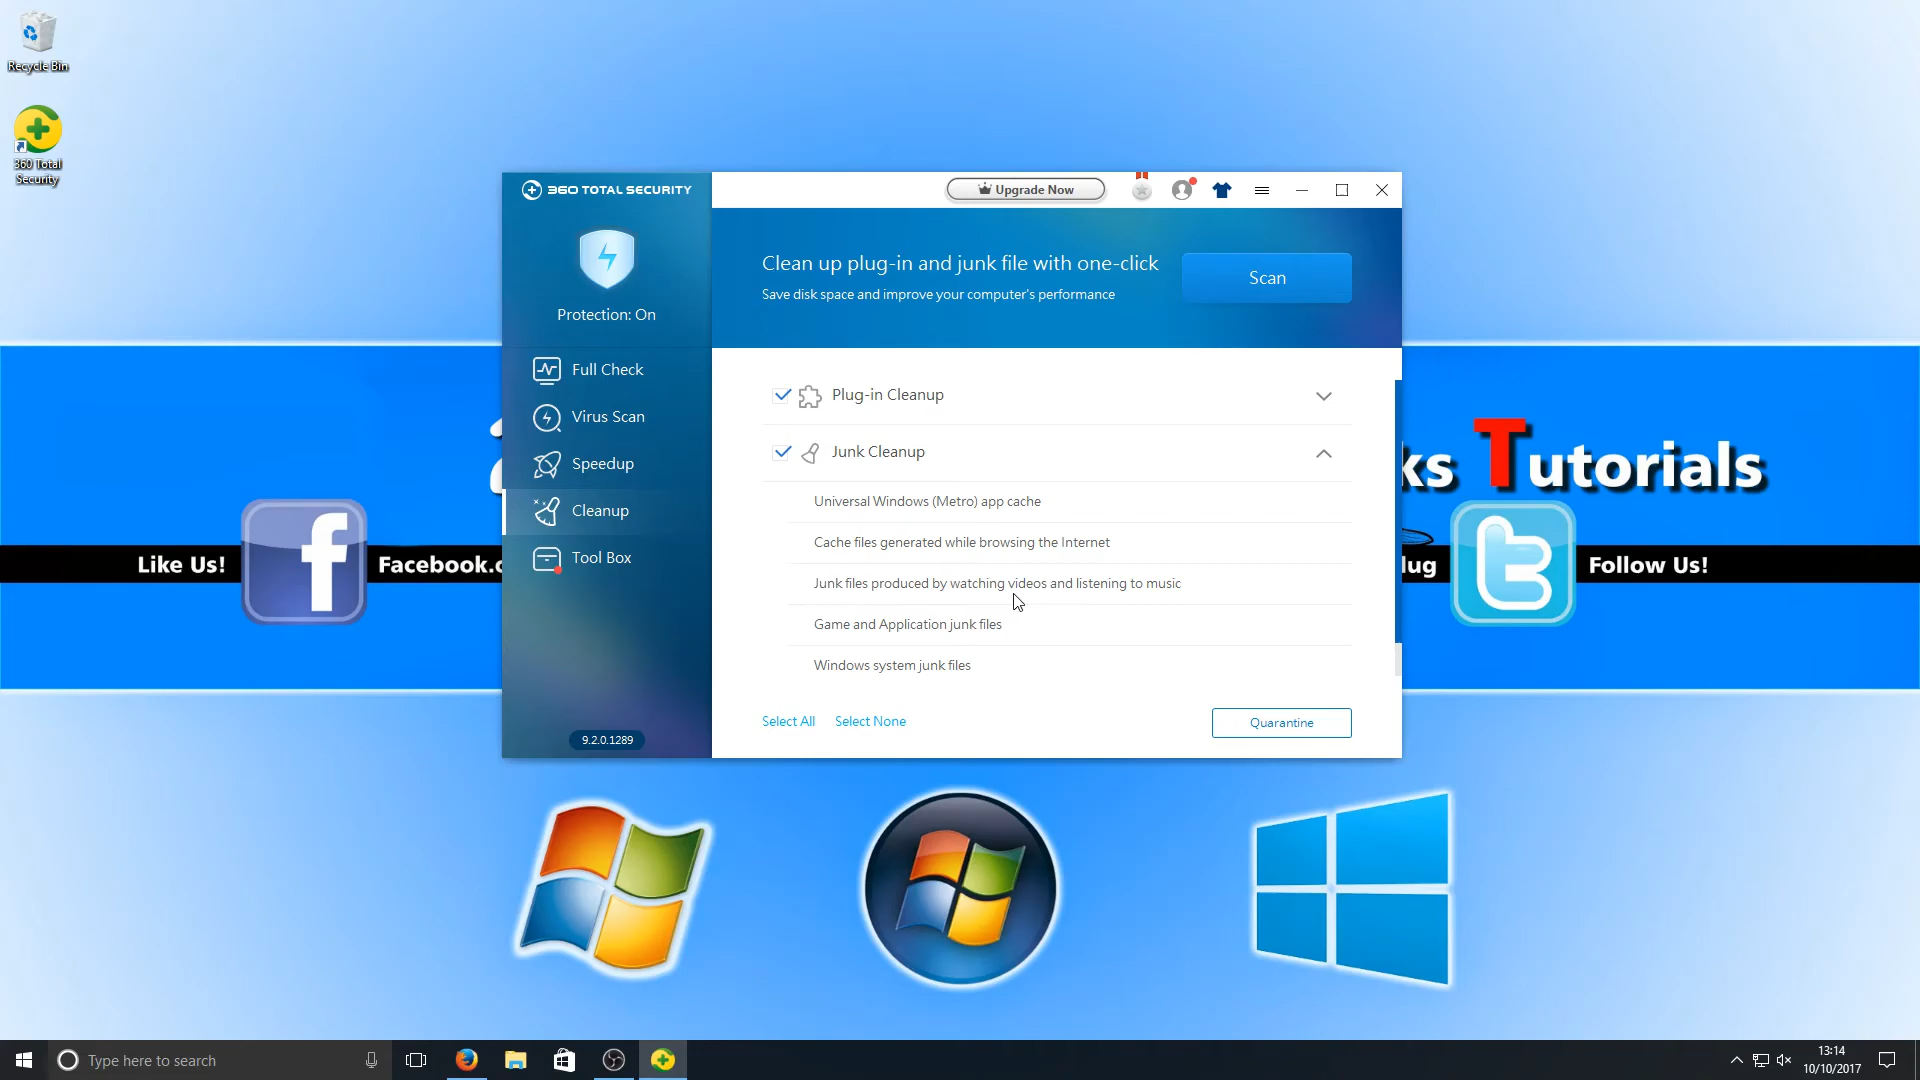 Recycle Bin
360 Total
Security
360 TOTAL SECURITY
Upgrade Now
Protection: On
Clean up plug-in and junk file with one-click
Save disk space and improve your computer's performance
Scan
Full Check
Virus Scan
Speedup
Cleanup
Tool Box
9.2.0.1289
Plug-in Cleanup
Junk Cleanup
Universal Windows (Metro) app cache
Cache files generated while browsing the Internet
Junk files produced by watching videos and listening to music
Game and Application junk files
Windows system junk files
Select All
Select None
Quarantine
ks Tutorials
Like Us!
f
Facebook.c
lug
t
Follow Us!
Type here to search
13:14
10/10/2017